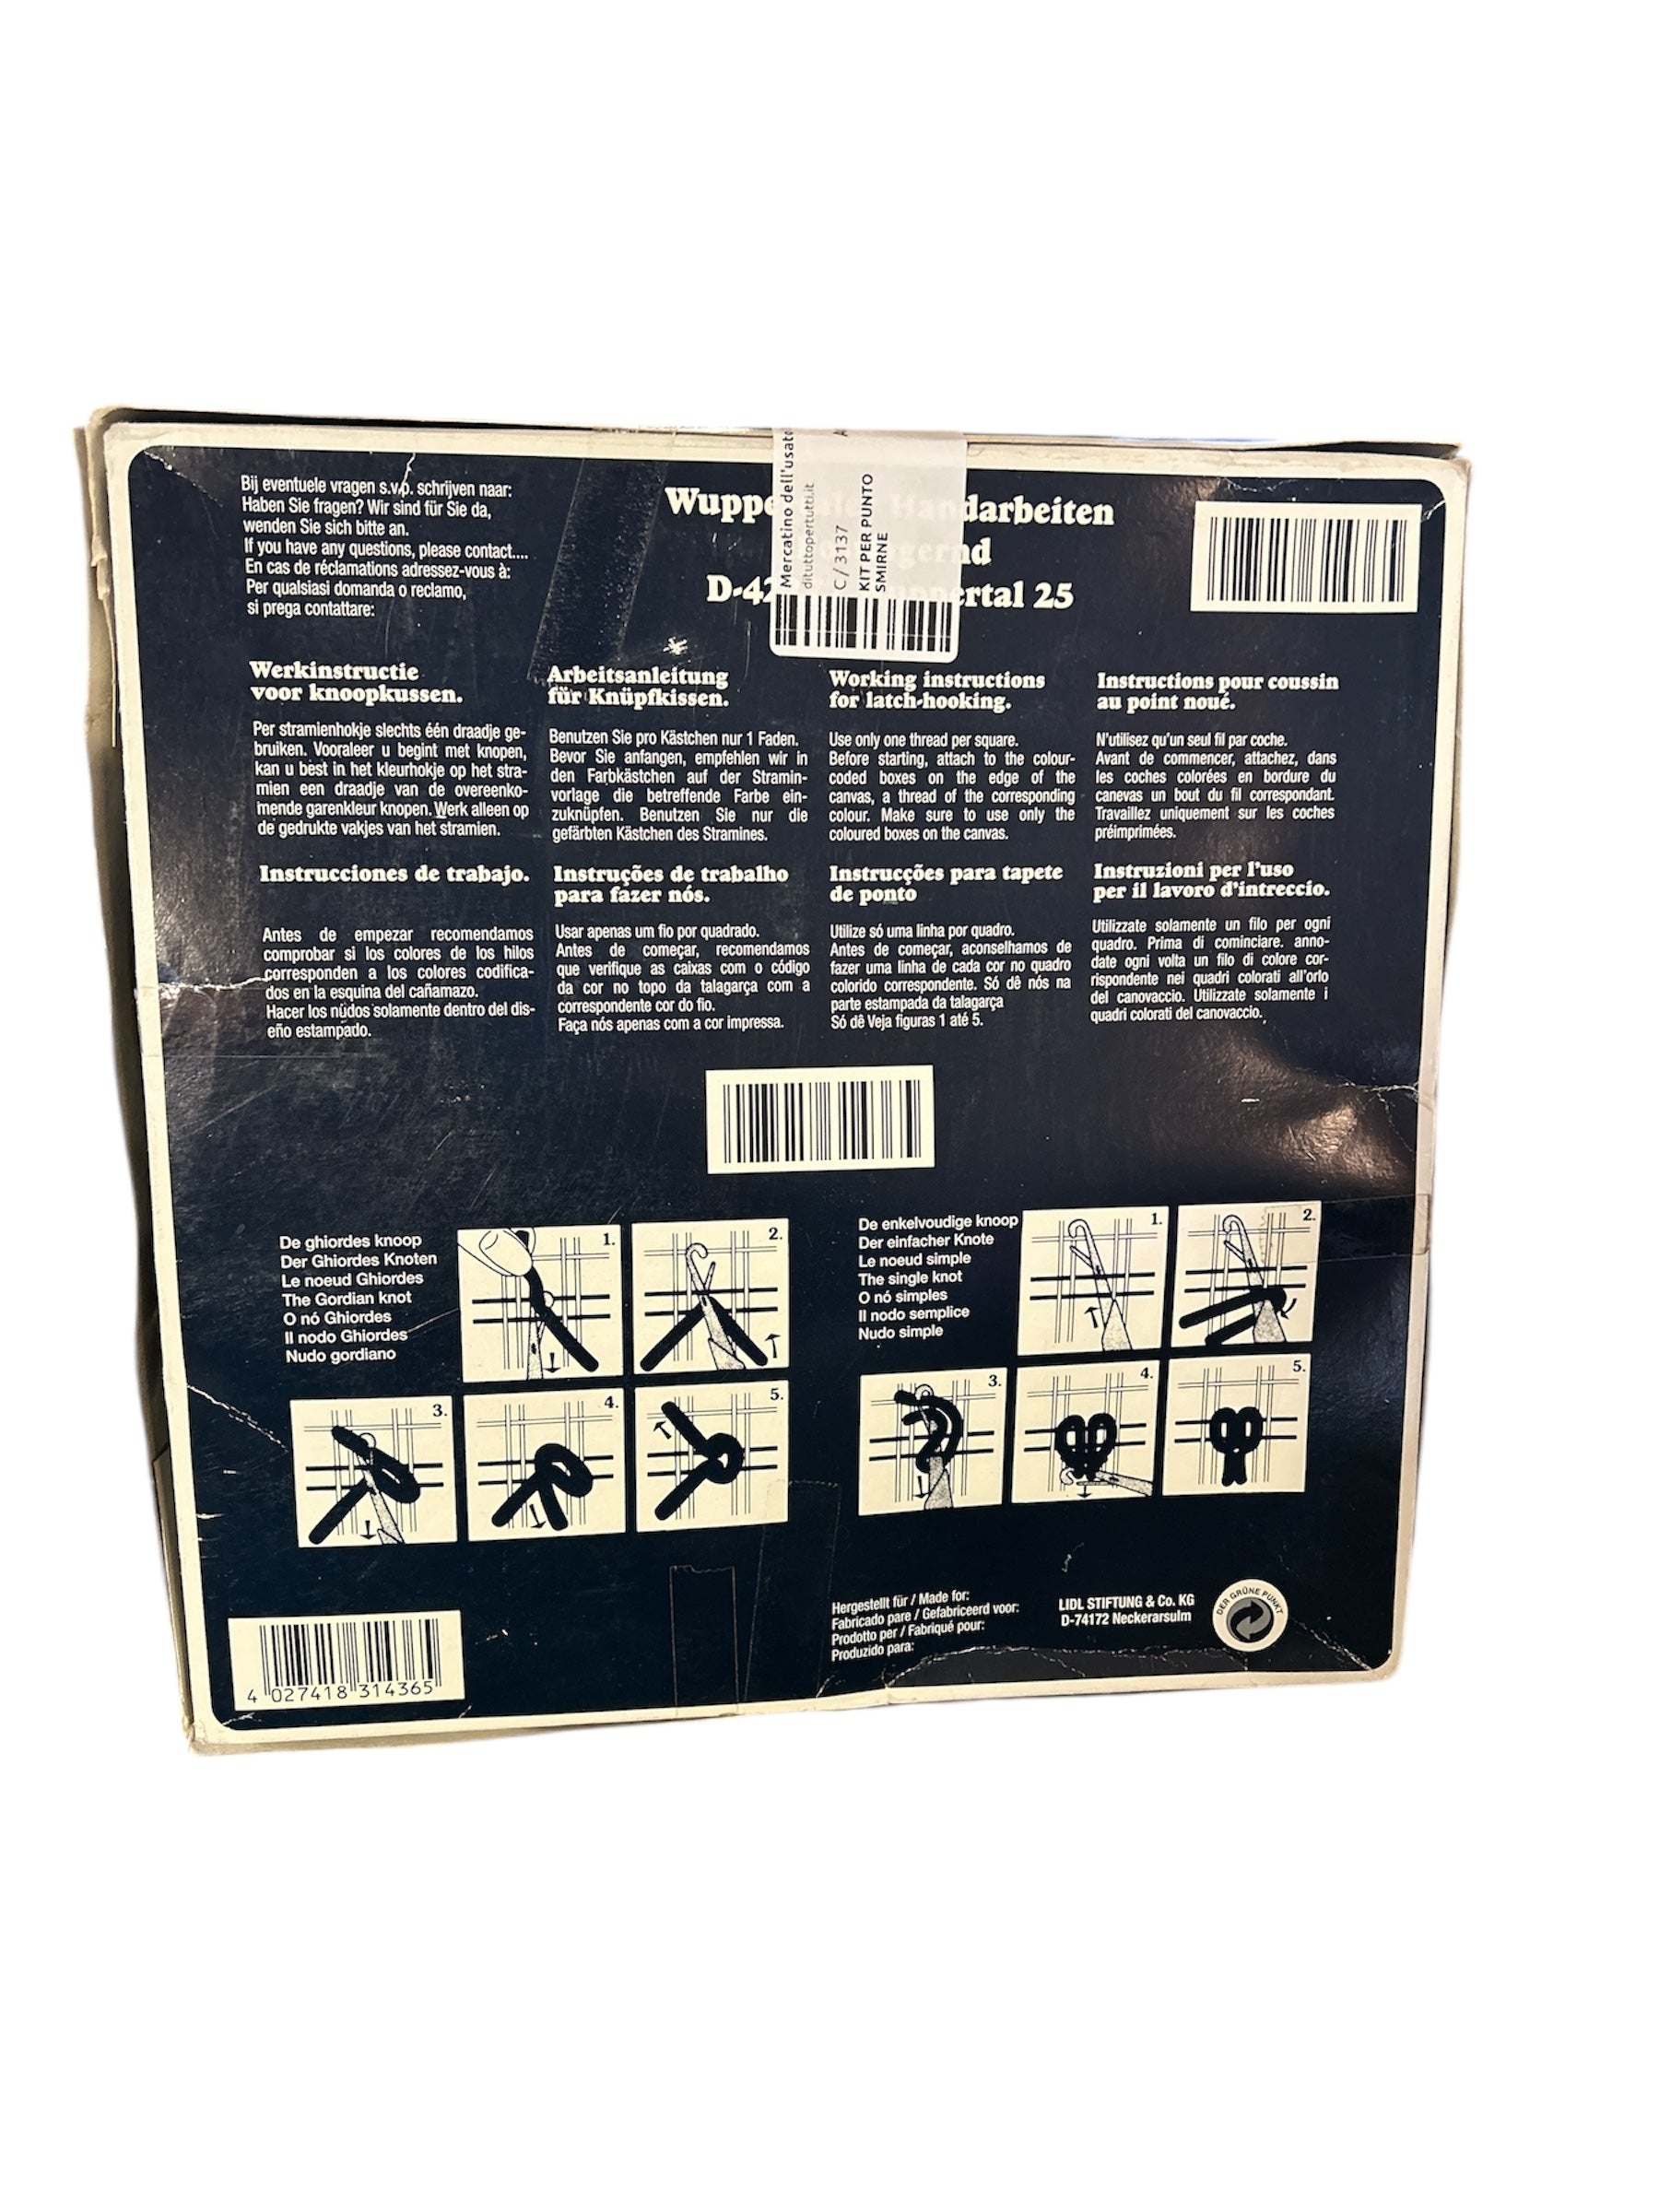 Bij eventuele vragen s.v.p. schrijven naar:
Haben Sie fragen? Wir sind für Sie da,
wenden Sie sich bitte an.
If you have any questions, please contact....
En cas de réclamations adressez-vous à:
Per qualsiasi domanda o reclamo,
si prega contattare:
Handarbeiten
25
Mercatino dell'usato
dituttopertutti.it
C/3137
KIT PER PUNTO
SMIRNE
Werkinstructie
voor knoopkussen.
Per stramienhokje slechts één draadje ge-
bruiken. Vooraleer u begint met knopen,
kan u best in het kleurhokje op het stra-
mien een draadje van de overeenko-
mende garenkleur knopen. Werk alleen op
de gedrukte vakjes van het stramien.
Arbeitsanleitung
für Knüpfkissen.
Benutzen Sie pro Kästchen nur 1 Faden.
Bevor Sie anfangen, empfehlen wir in
den Farbkästchen auf der Stramin-
vorlage die betreffende Farbe ein-
zuknüpfen. Benutzen Sie nur die
gefärbten Kästchen des Stramines.
Working instructions
for latch-hooking.
Use only one thread per square.
Before starting, attach to the colour-
coded boxes on the edge of the
canvas, a thread of the corresponding
colour. Make sure to use only the
coloured boxes on the canvas.
Instructions pour coussin
au point noué.
N'utilisez qu'un seul fil par coche.
Avant de commencer, attachez, dans
les coches colorées en bordure du
canevas un bout du fil correspondant.
Travaillez uniquement sur les coches
préimprimées.
Instrucciones de trabajo.
Antes de empezar recomendamos
comprobar si los colores de los hilos
corresponden a los colores codifica-
dos en la esquina del cañamazo.
Hacer los núdos solamente dentro del dis-
eño estampado.
Instruções de trabalho
para fazer nós.
Usar apenas um fio por quadrado.
Antes de começar, recomendamos
que verifique as caixas com o código
da cor no topo da talagarça com a
correspondente cor do fio.
Faça nós apenas com a cor impressa.
Instrucções para tapete
de ponto
Utilize só uma linha por quadro.
Antes de começar, aconselhamos de
fazer uma linha de cada cor no quadro
colorido correspondente. Só dê nós na
parte estampada da talagarça
Só dê Veja figuras 1 até 5.
Instruzioni per l'uso
per il lavoro d'intreccio.
Utilizzate solamente un filo per ogni
quadro. Prima di cominciare. anno-
date ogni volta un filo di colore cor-
rispondente nei quadri colorati all'orlo
del canovaccio. Utilizzate solamente i
quadri colorati del canovaccio.
De ghiordes knoop
Der Ghiordes Knoten
Le noeud Ghiordes
The Gordian knot
O nó Ghiordes
Il nodo Ghiordes
Nudo gordiano
1.
2.
3.
4.
5.
De enkelvoudige knoop
Der einfacher Knote
Le noeud simple
The single knot
O nó simples
Il nodo semplice
Nudo simple
1.
2.
3.
4.
5.
4 027418 314365
Hergestellt für / Made for:
Fabricado pare / Gefabriceerd voor:
Prodotto per / Fabriqué pour:
Produzido para:
LIDL STIFTUNG & Co. KG
D-74172 Neckerarsulm
DER GRÜNE PUNKT